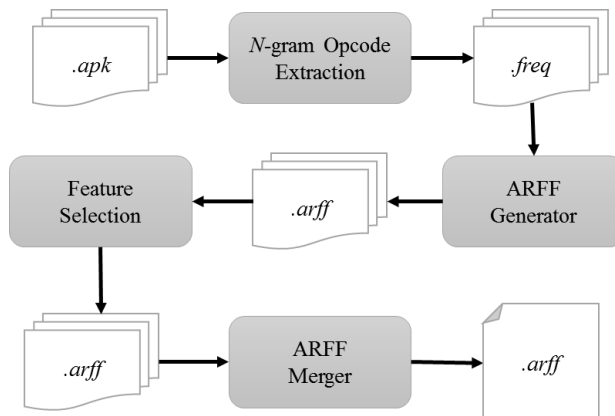 .apk
N-gram Opcode
Extraction
.freq
ARFF
Generator
.arff
Feature
Selection
.arff
ARFF
Merger
.arff